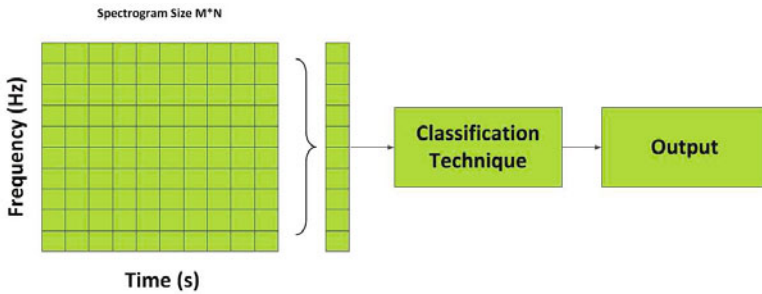 Spectrogram Size M*N
Frequency (Hz)
Time (s)
Classification
Technique
Output